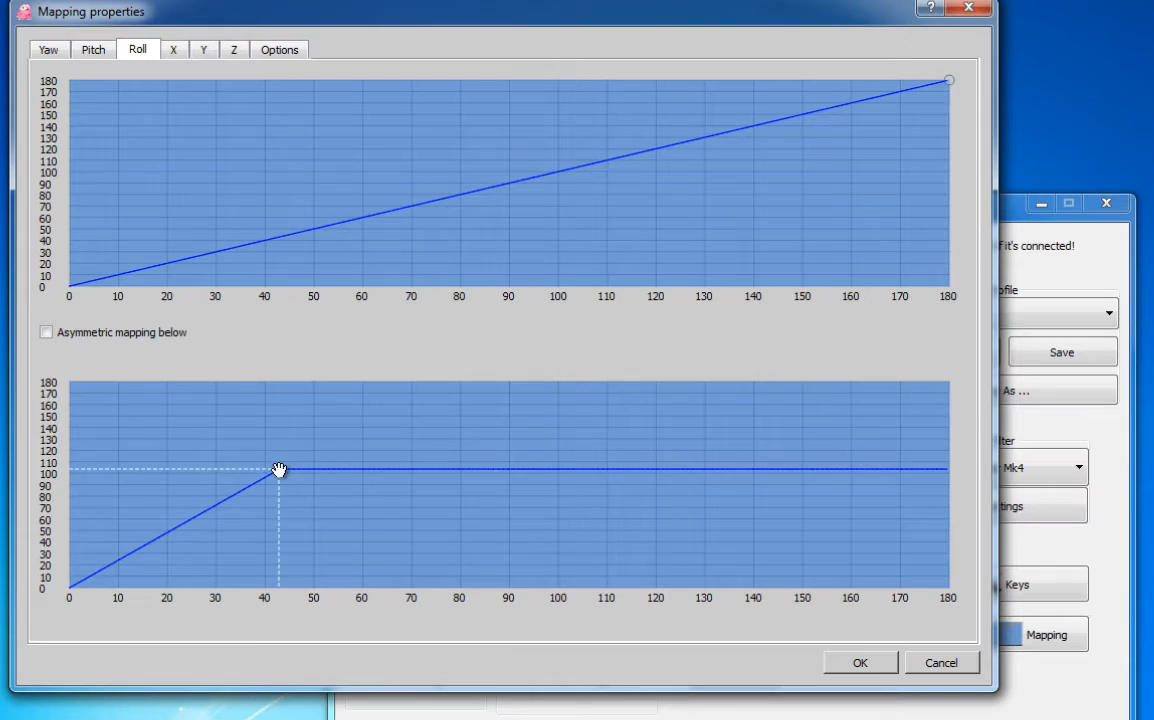 Mapping properties
?
X
Yaw Pitch Roll X Y Z Options
180
170
160
150
140
130
120
110
100
90
80
70
60
50
40
30
20
10
0
0 10 20 30 40 50 60 70 80 90 100 110 120 130 140 150 160 170 180
Asymmetric mapping below
180
170
160
150
140
130
120
110
100
90
80
70
60
50
40
30
20
10
0
0 10 20 30 40 50 60 70 80 90 100 110 120 130 140 150 160 170 180
OK Cancel
it's connected!
ofile
Save
As ...
lter
Mk4
tings
Keys
Mapping